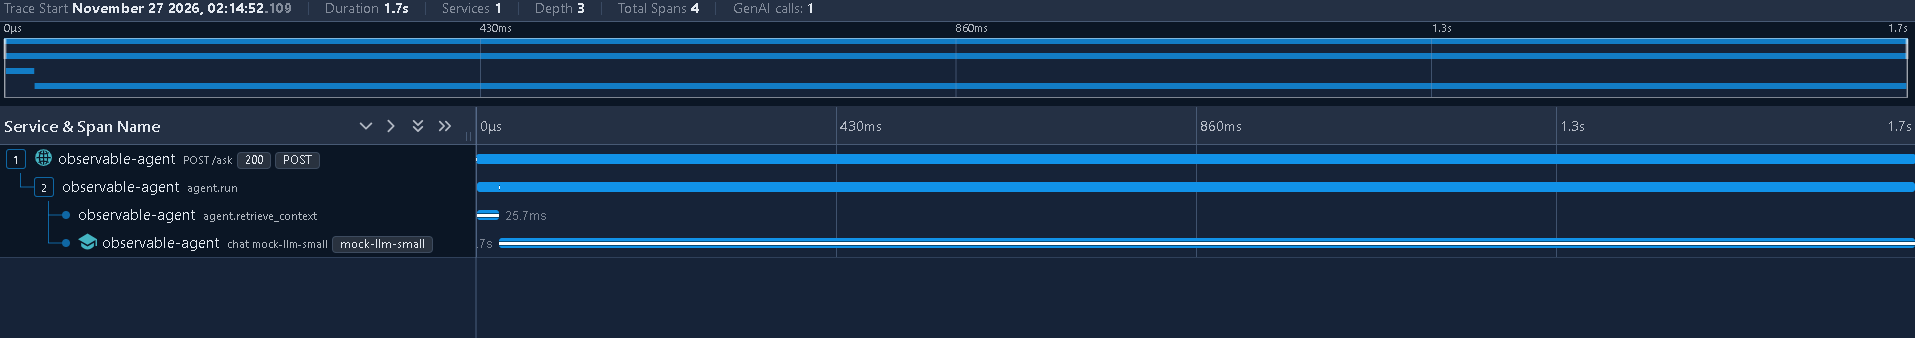 Trace Start November 27 2026, 02:14:52.109 Duration 1.7s Services 1 Depth 3 Total Spans 4 GenAI calls: 1
0μs 430ms 860ms 1.3s 1.7s
Service & Span Name 0μs 430ms 860ms 1.3s 1.7s
1 observable-agent POST /ask 200 POST
2 observable-agent agent.run
observable-agent agent.retrieve_context 25.7ms
observable-agent chat mock-llm-small mock-llm-small .7s